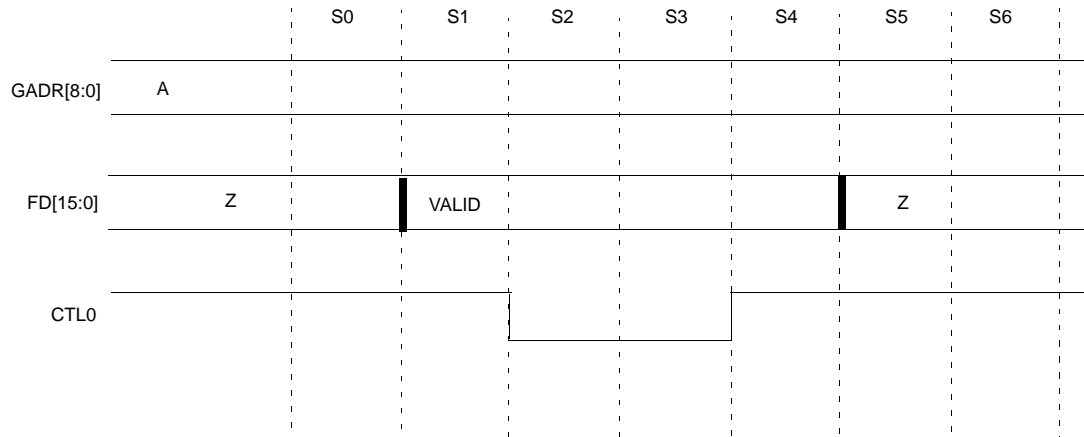 S0 S1 S2 S3 S4 S5 S6
GADR[8:0] A
FD[15:0] Z VALID Z
CTL0